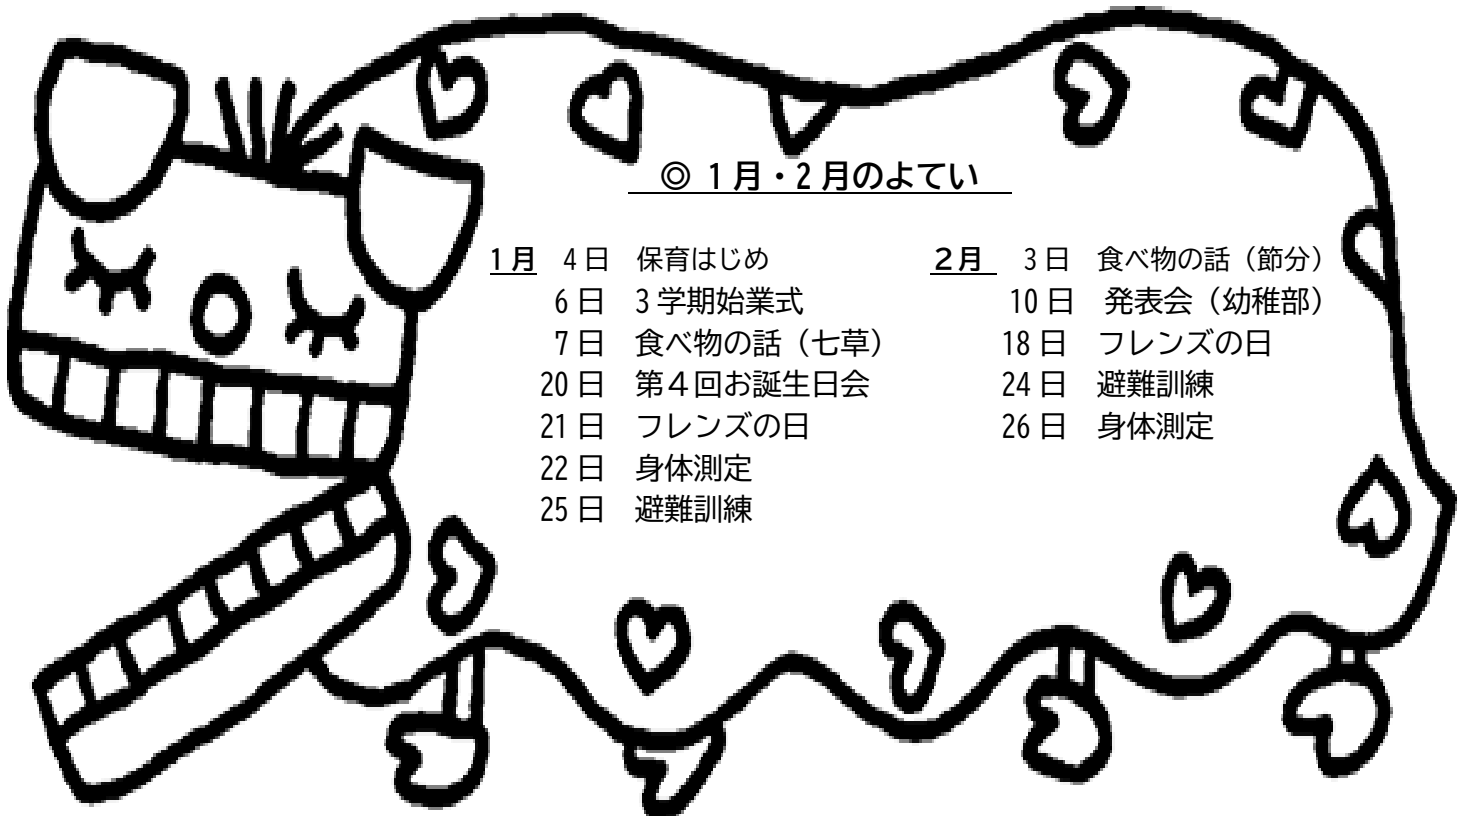 ◎ 1月・2月のよてい
1月 4日 保育はじめ
6日 3学期始業式
7日 食べ物の話（七草）
20日 第４回お誕生日会
21日 フレンズの日
22日 身体測定
25日 避難訓練
２月 3日 食べ物の話（節分）
10日 発表会（幼稚部）
18日 フレンズの日
24日 避難訓練
26日 身体測定